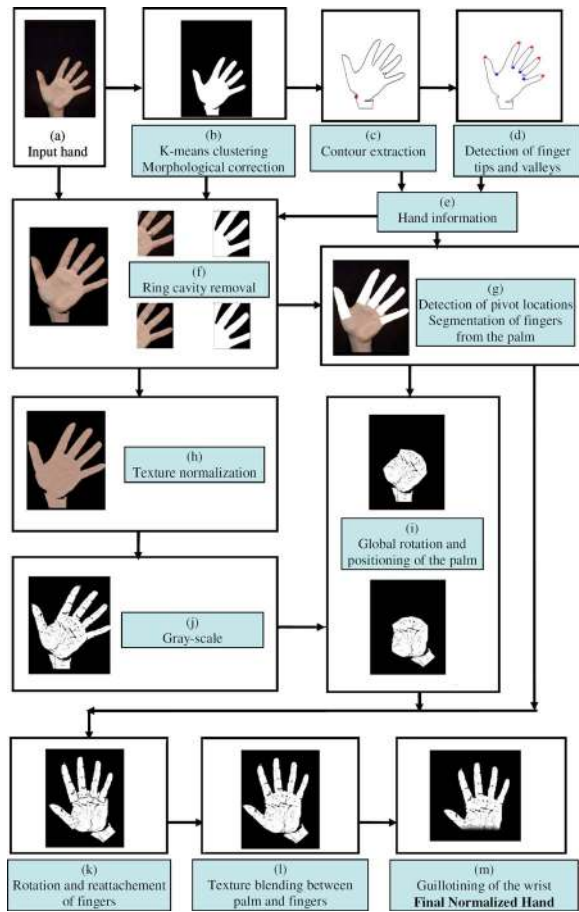 (a)
Input hand
(b)
K-means clustering
Morphological correction
(c)
Contour extraction
(d)
Detection of finger
tips and valleys
(e)
Hand information
(f)
Ring cavity removal
(g)
Detection of pivot locations
Segmentation of fingers
from the palm
(h)
Texture normalization
(i)
Global rotation and
positioning of the palm
(j)
Gray-scale
(k)
Rotation and reattachement
of fingers
(l)
Texture blending between
palm and fingers
(m)
Guillotining of the wrist
Final Normalized Hand